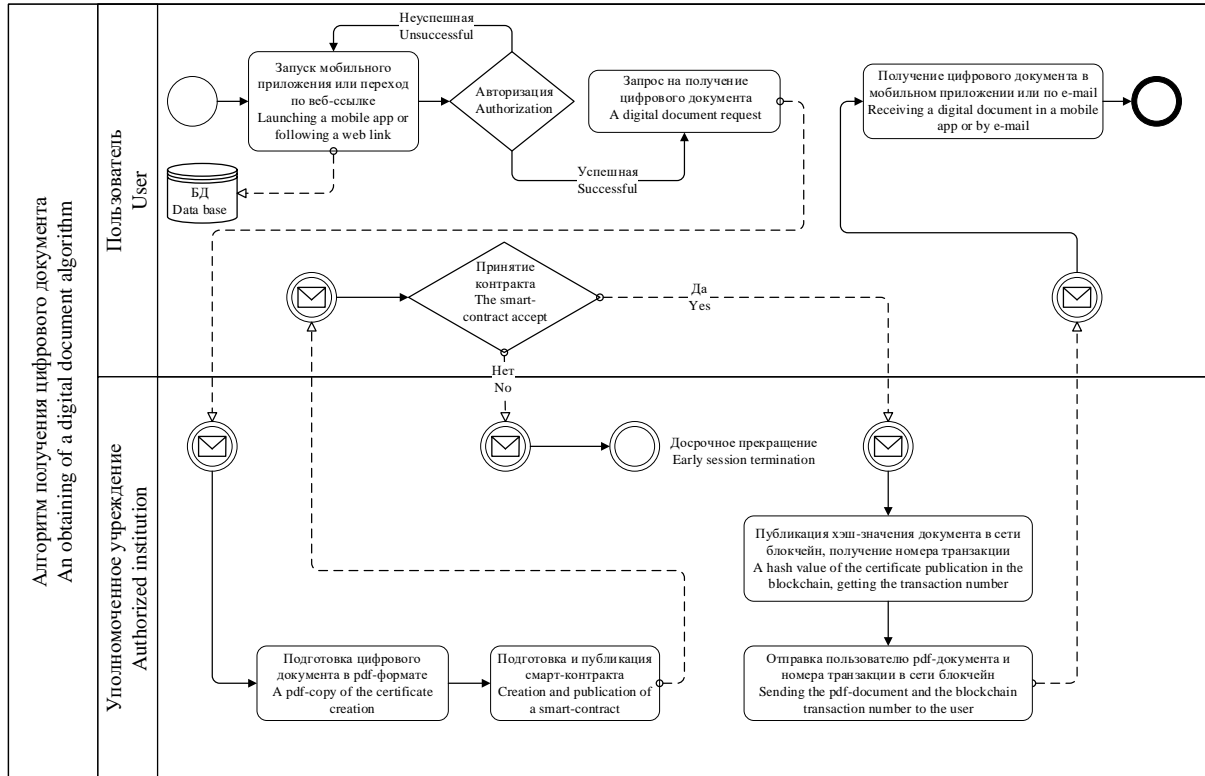 Алгоритм получения цифрового документа
An obtaining of a digital document algorithm
Пользователь
User
Неуспешная
Unsuccessful
Запуск мобильного
приложения или переход
по веб-ссылке
Launching a mobile app or
following a web link
Авторизация
Authorization
Запрос на получение
цифрового документа
A digital document request
Получение цифрового документа в
мобильном приложении или по e-mail
Receiving a digital document in a mobile
app or by e-mail
Успешная
Successful
БД
Data base
Принятие
контракта
The smart-
contract accept
Да
Yes
Нет
No
Уполномоченное учреждение
Authorized institution
Досрочное прекращение
Early session termination
Публикация хэш-значения документа в сети
блокчейн, получение номера транзакции
A hash value of the certificate publication in the
blockchain, getting the transaction number
Подготовка цифрового
документа в pdf-формате
A pdf-copy of the certificate
creation
Подготовка и публикация
смарт-контракта
Creation and publication of
a smart-contract
Отправка пользователю pdf-документа и
номера транзакции в сети блокчейн
Sending the pdf-document and the blockchain
transaction number to the user